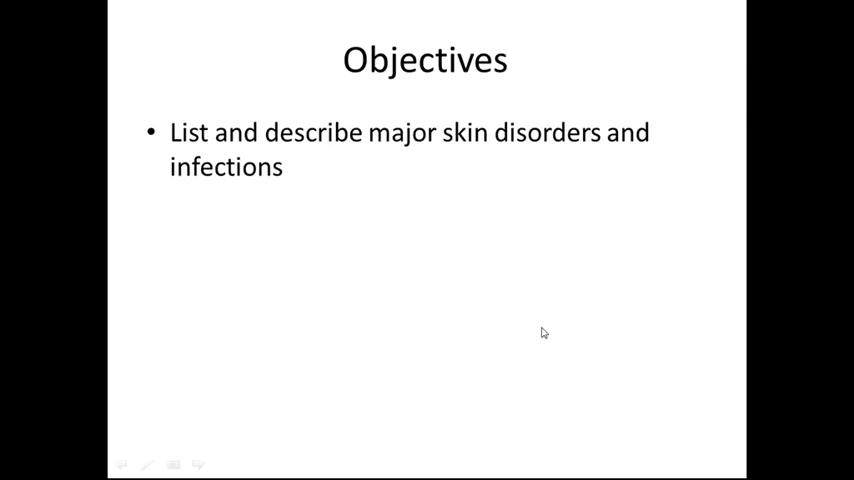 Objectives
• List and describe major skin disorders and
infections